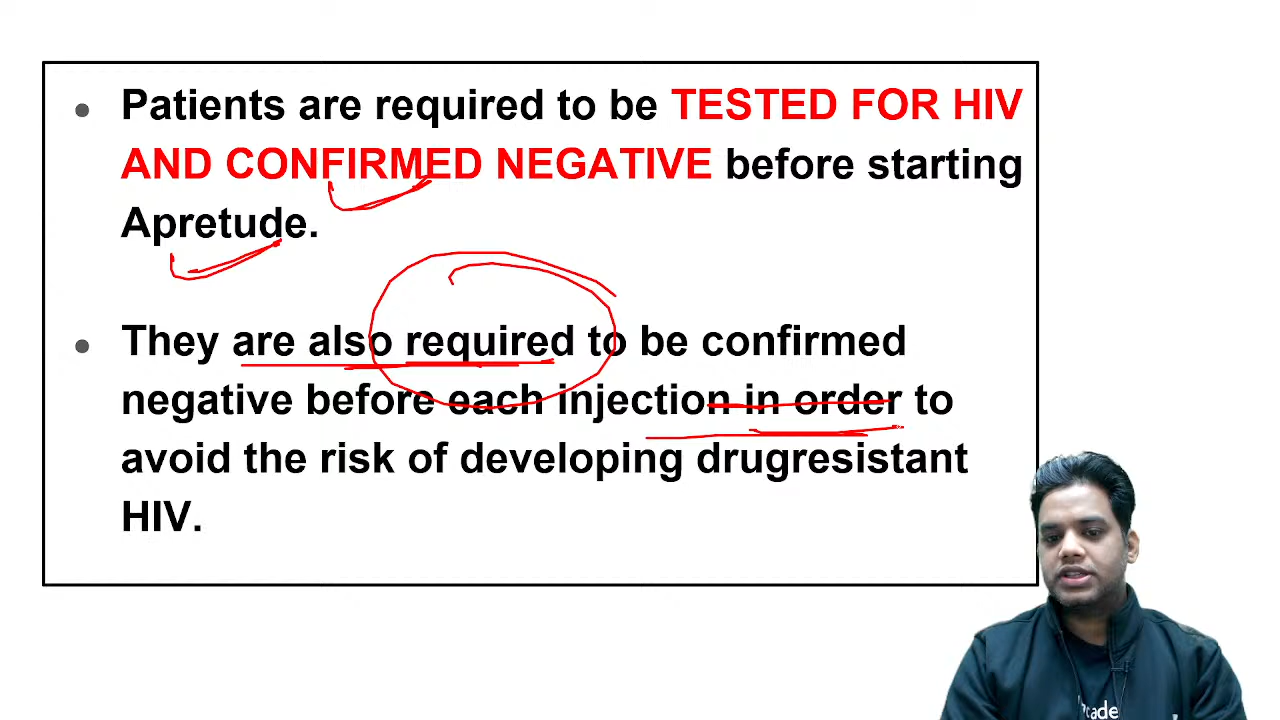 Patients are required to be TESTED FOR HIV
AND CONFIRMED NEGATIVE before starting
Apretude.
They are also required to be confirmed
negative before each injection in order to
avoid the risk of developing drugresistant
HIV.